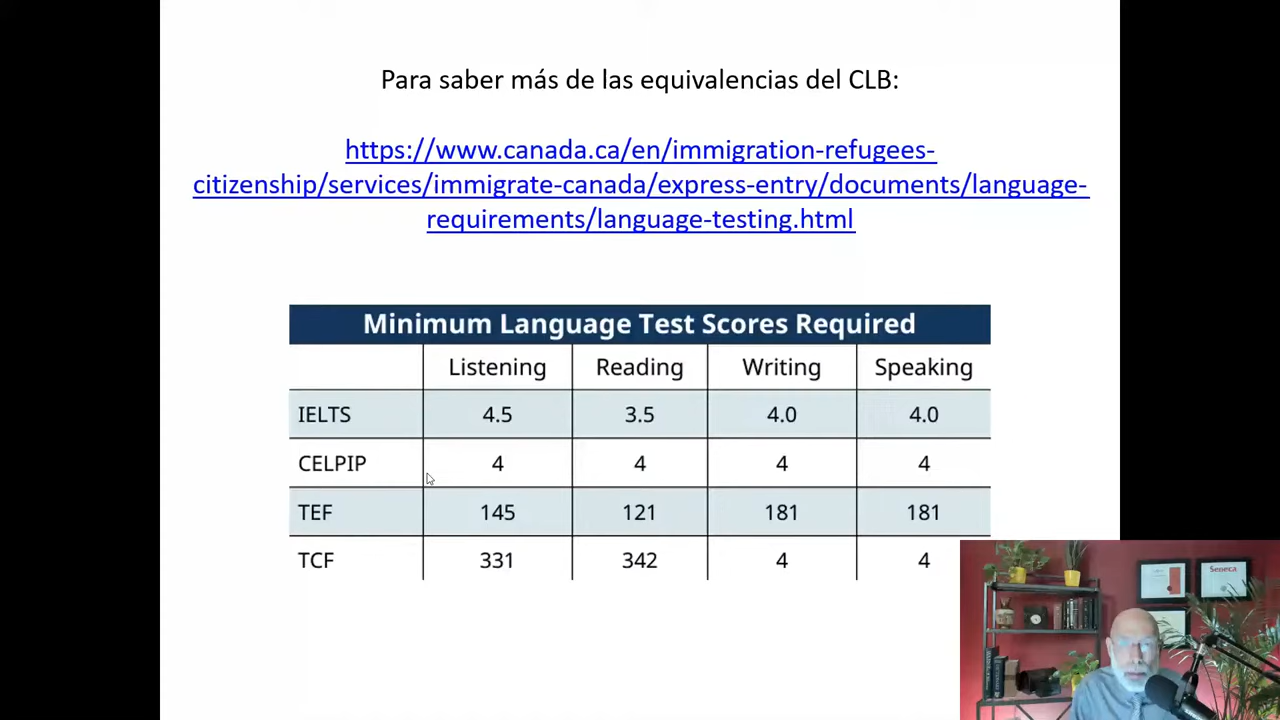 Para saber más de las equivalencias del CLB:
https://www.canada.ca/en/immigration-refugees-
citizenship/services/immigrate-canada/express-entry/documents/language-
requirements/language-testing.html
Minimum Language Test Scores Required
Listening Reading Writing Speaking
IELTS 4.5 3.5 4.0 4.0
CELPIP 4 4 4 4
TEF 145 121 181 181
TCF 331 342 4 4
Seneca